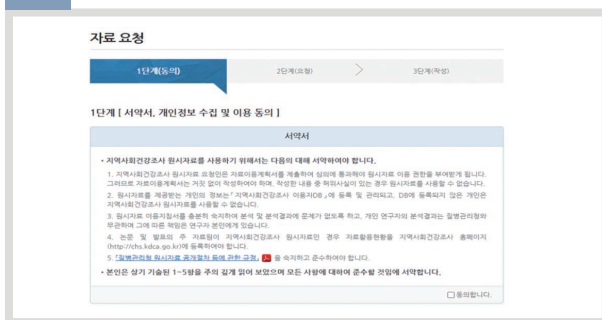 자료 요청
1단계(동의)
2단계(요청)
3단계(작성)
1단계 [ 서약서, 개인정보 수집 및 이용 동의 ]
서약서
• 지역사회건강조사 원시자료를 사용하기 위해서는 다음의 대해 서약하여야 합니다.
1. 지역사회건강조사 원시자료 요청인은 자료이용계획서를 제출하여 심의에 통과해야 원시자료 이용 권한을 부여받게 됩니다.
그러므로 자료이용계획서는 거짓 없이 작성하여야 하며, 작성한 내용 중 허위사실이 있는 경우 원시자료를 사용할 수 없습니다.
2. 원시자료를 제공받는 개인의 정보는「지역사회건강조사 이용자DB」에 등록 및 관리되고, DB에 등록되지 않은 개인은
지역사회건강조사 원시자료를 사용할 수 없습니다.
3. 원시자료 이용지침서를 충분히 숙지하여 분석 및 분석결과에 문제가 없도록 하고, 개인 연구자의 분석결과는 질병관리청와
무관하며 그에 따른 책임은 연구자 본인에게 있습니다.
4. 논문 및 발표의 주 자료원이 지역사회건강조사 원시자료인 경우 자료활용현황을 지역사회건강조사 홈페이지
(http://chs.kdca.go.kr)에 등록하여야 합니다.
5. 「질병관리청 원시자료 공개절차 등에 관한 규정」 을 숙지하고 준수하여야 합니다.
• 본인은 상기 기술된 1~5항을 주의 깊게 읽어 보았으며 모든 사항에 대하여 준수할 것임에 서약합니다.
동의합니다.